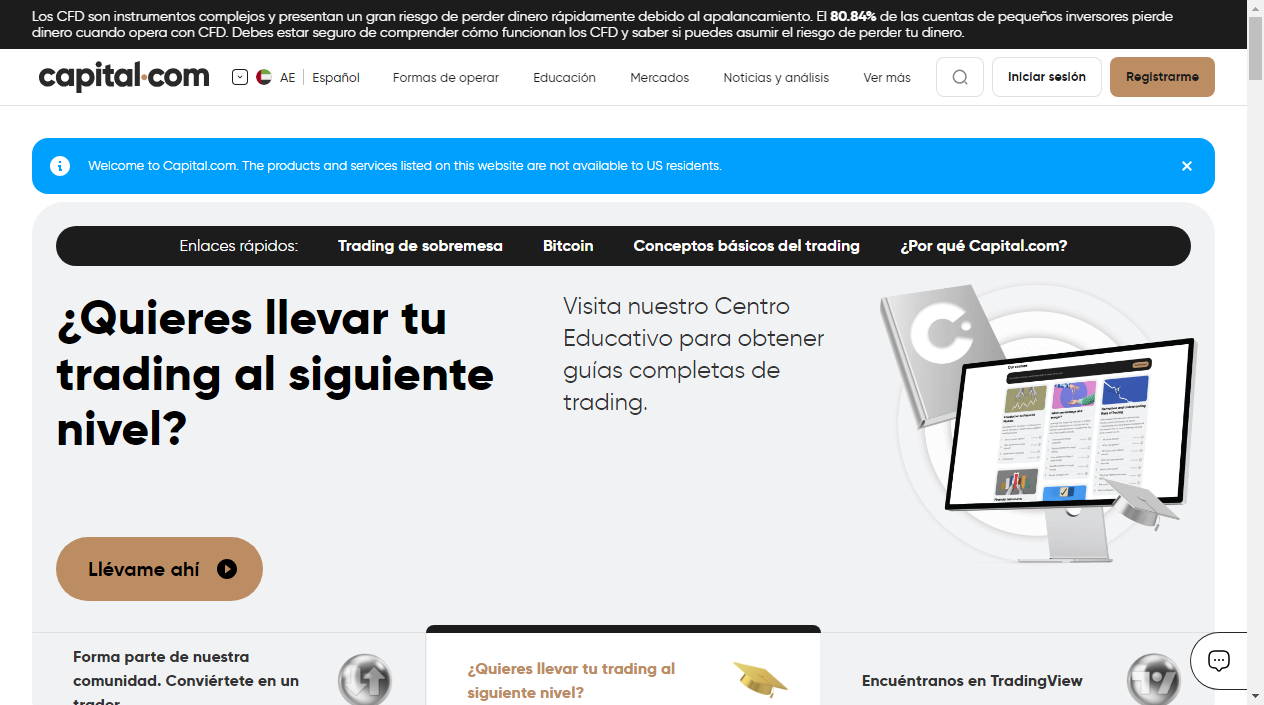 Los CFD son instrumentos complejos y presentan un gran riesgo de perder dinero rápidamente debido al apalancamiento. El 80.84% de las cuentas de pequeños inversores pierde
dinero cuando opera con CFD. Debes estar seguro de comprender cómo funcionan los CFD y saber si puedes asumir el riesgo de perder tu dinero.
capital.com AE Español Formas de operar Educación Mercados Noticias y análisis Ver más Iniciar sesión Registrarme
Welcome to Capital.com. The products and services listed on this website are not available to US residents.
Enlaces rápidos: Trading de sobremesa Bitcoin Conceptos básicos del trading ¿Por qué Capital.com?
¿Quieres llevar tu
trading al siguiente
nivel?
Visita nuestro Centro
Educativo para obtener
guías completas de
trading.
Llévame ahí
Forma parte de nuestra
comunidad. Conviértete en un
trader
¿Quieres llevar tu trading al
siguiente nivel?
Encuéntranos en TradingView